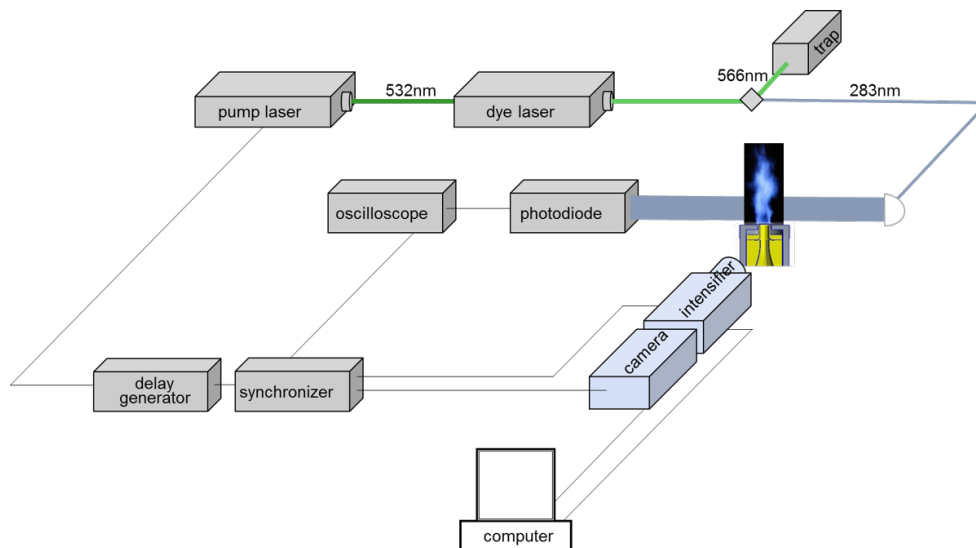 trap
566nm
532nm
283nm
pump laser
dye laser
oscilloscope
photodiode
intensifier
camera
delay
generator
synchronizer
computer